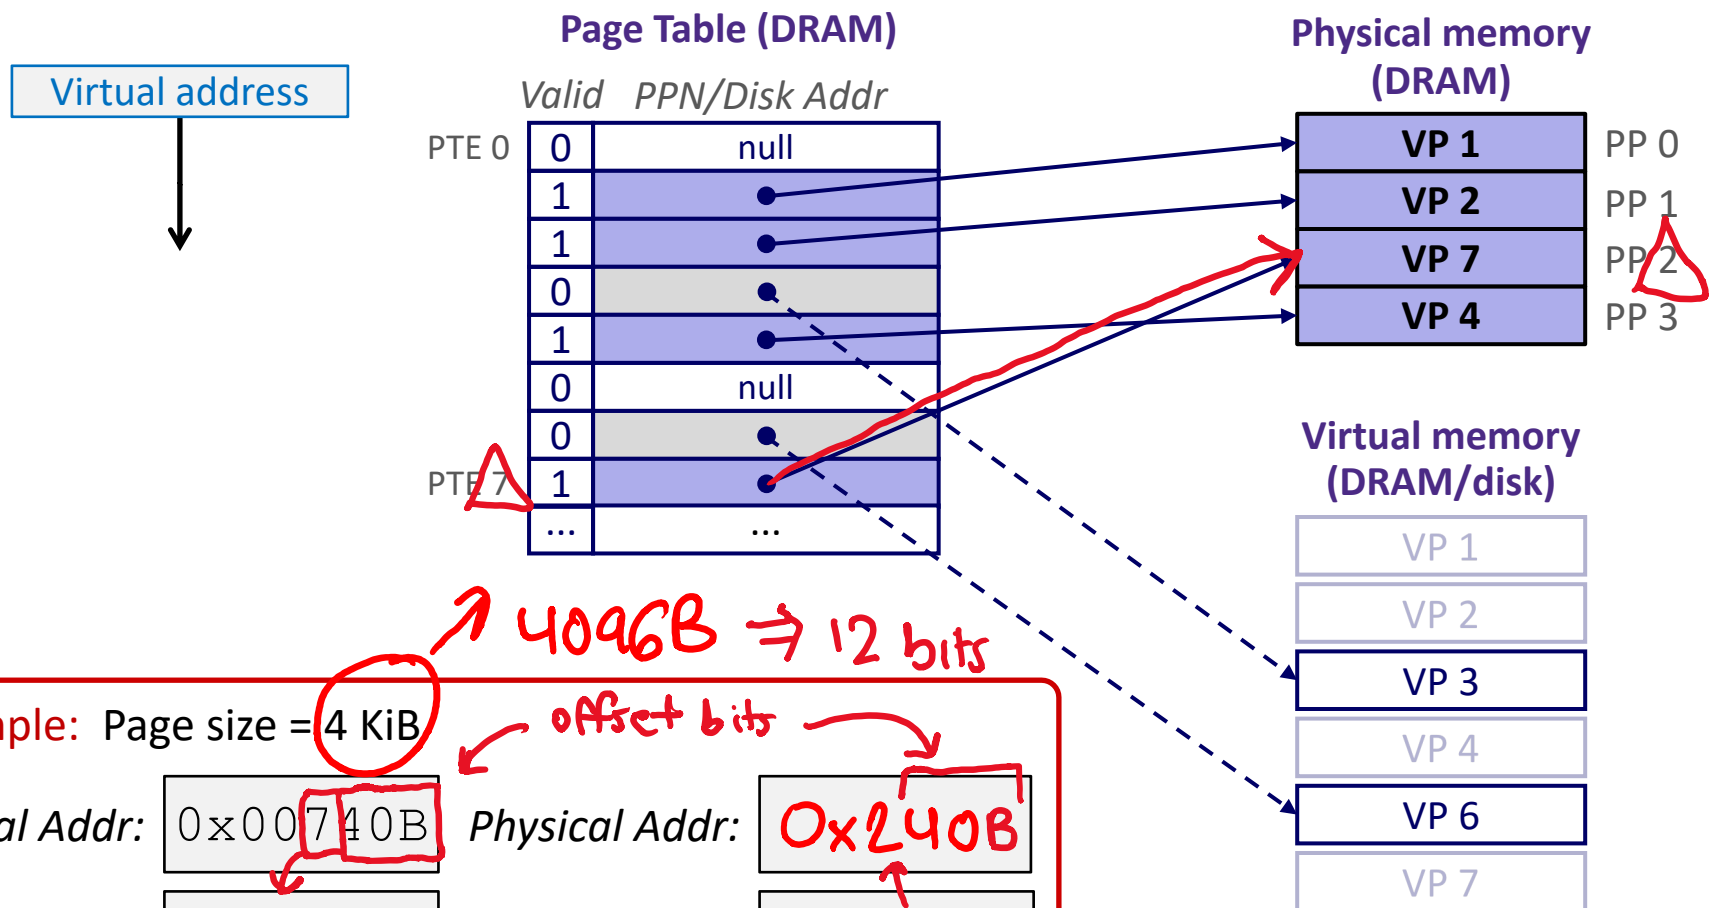 Page Table (DRAM)
Physical memory
(DRAM)
Virtual address
Valid PPN/Disk Addr
PTE 0 0 null
1
1
0
1
0 null
0
PTE 7 1
... ...
VP 1 PP 0
VP 2 PP 1
VP 7 PP 2
VP 4 PP 3
Virtual memory
(DRAM/disk)
VP 1
VP 2
VP 3
VP 4
VP 6
VP 7
4096B ⇒ 12 bits
mple: Page size = 4 KiB
offset bits
al Addr: 0x00740B Physical Addr: 0x240B